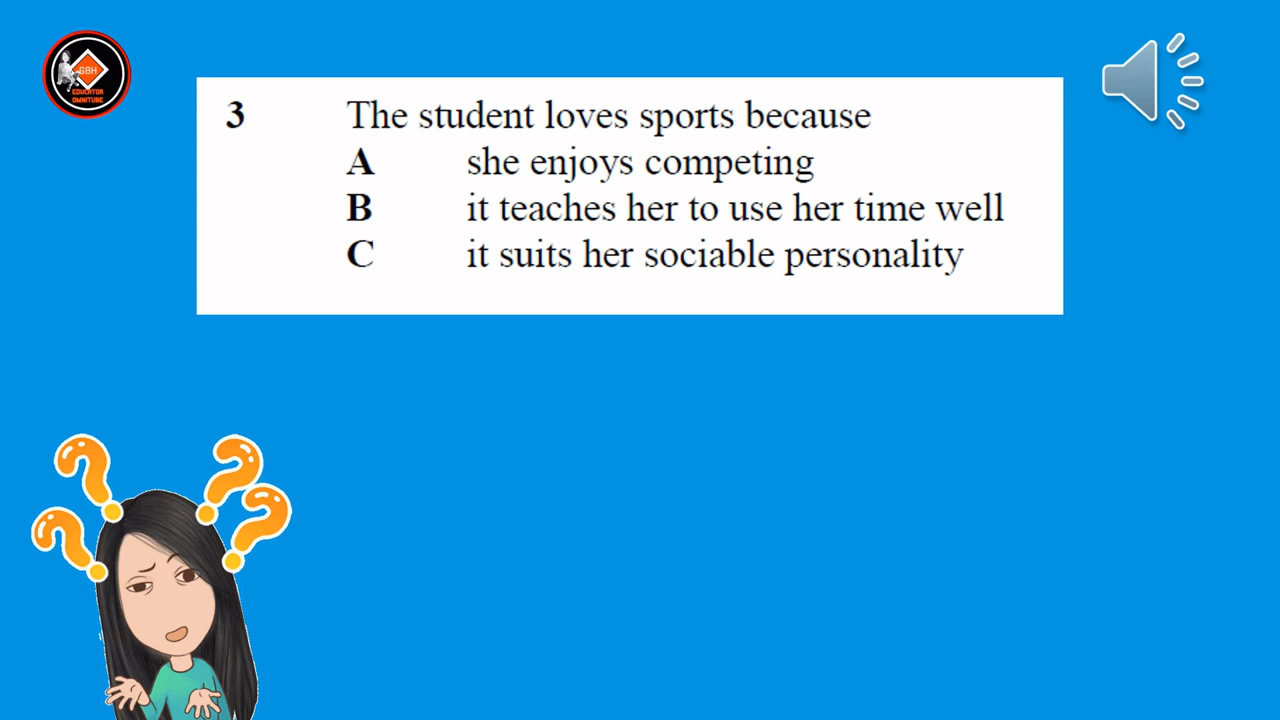 SBH
EDUCATOR
OMNITUBE
3 The student loves sports because
A she enjoys competing
B it teaches her to use her time well
C it suits her sociable personality